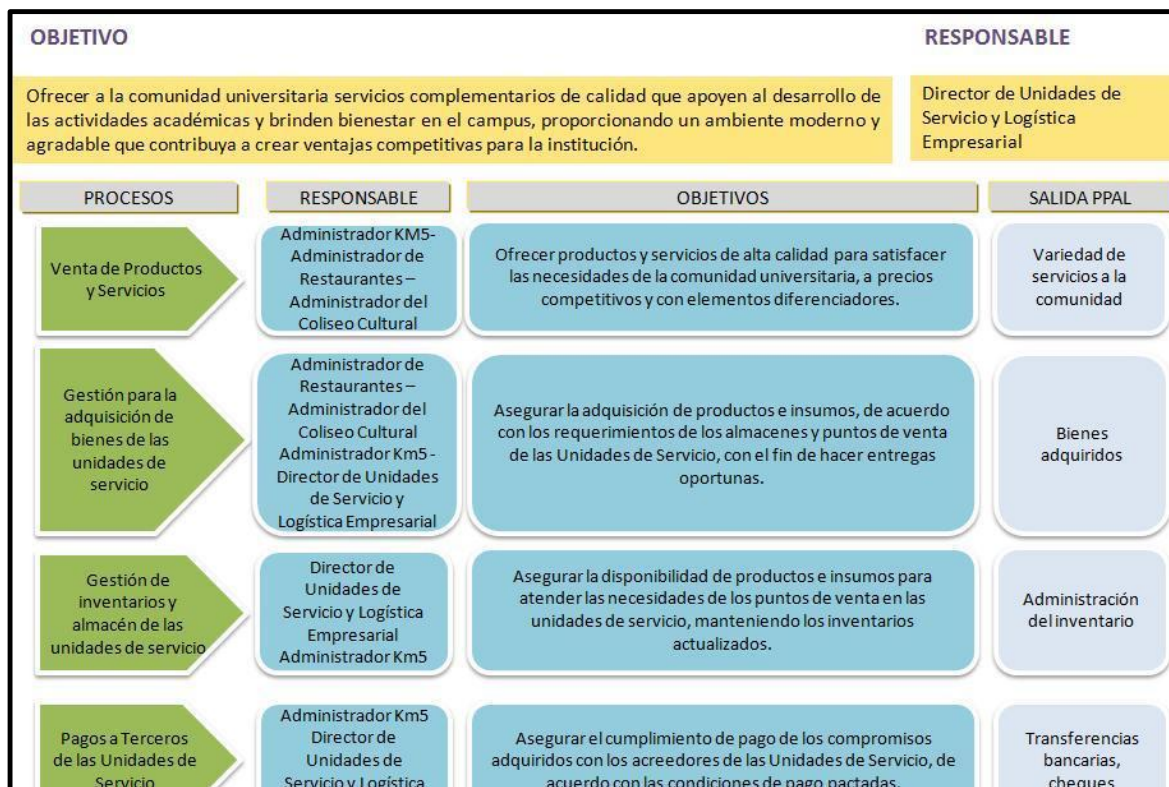 OBJETIVO
RESPONSABLE
Ofrecer a la comunidad universitaria servicios complementarios de calidad que apoyen al desarrollo de
las actividades académicas y brinden bienestar en el campus, proporcionando un ambiente moderno y
agradable que contribuya a crear ventajas competitivas para la institución.
Director de Unidades de
Servicio y Logística
Empresarial
PROCESOS
RESPONSABLE
OBJETIVOS
SALIDA PPAL
Venta de Productos
y Servicios
Administrador KM5-
Administrador de
Restaurantes –
Administrador del
Coliseo Cultural
Ofrecer productos y servicios de alta calidad para satisfacer
las necesidades de la comunidad universitaria, a precios
competitivos y con elementos diferenciadores.
Variedad de
servicios a la
comunidad
Gestión para la
adquisición de
bienes de las
unidades de
servicio
Administrador de
Restaurantes –
Administrador del
Coliseo Cultural
Administrador Km5 -
Director de Unidades
de Servicio y
Logística Empresarial
Asegurar la adquisición de productos e insumos, de acuerdo
con los requerimientos de los almacenes y puntos de venta
de las Unidades de Servicio, con el fin de hacer entregas
oportunas.
Bienes
adquiridos
Gestión de
inventarios y
almacén de las
unidades de servicio
Director de
Unidades de
Servicio y Logística
Empresarial
Administrador Km5
Asegurar la disponibilidad de productos e insumos para
atender las necesidades de los puntos de venta en las
unidades de servicio, manteniendo los inventarios
actualizados.
Administración
del inventario
Pagos a Terceros
de las Unidades de
Servicio
Administrador Km5
Director de
Unidades de
Servicio y Logística
Asegurar el cumplimiento de pago de los compromisos
adquiridos con los acreedores de las Unidades de Servicio, de
acuerdo con las condiciones de pago pactadas.
Transferencias
bancarias,
cheques